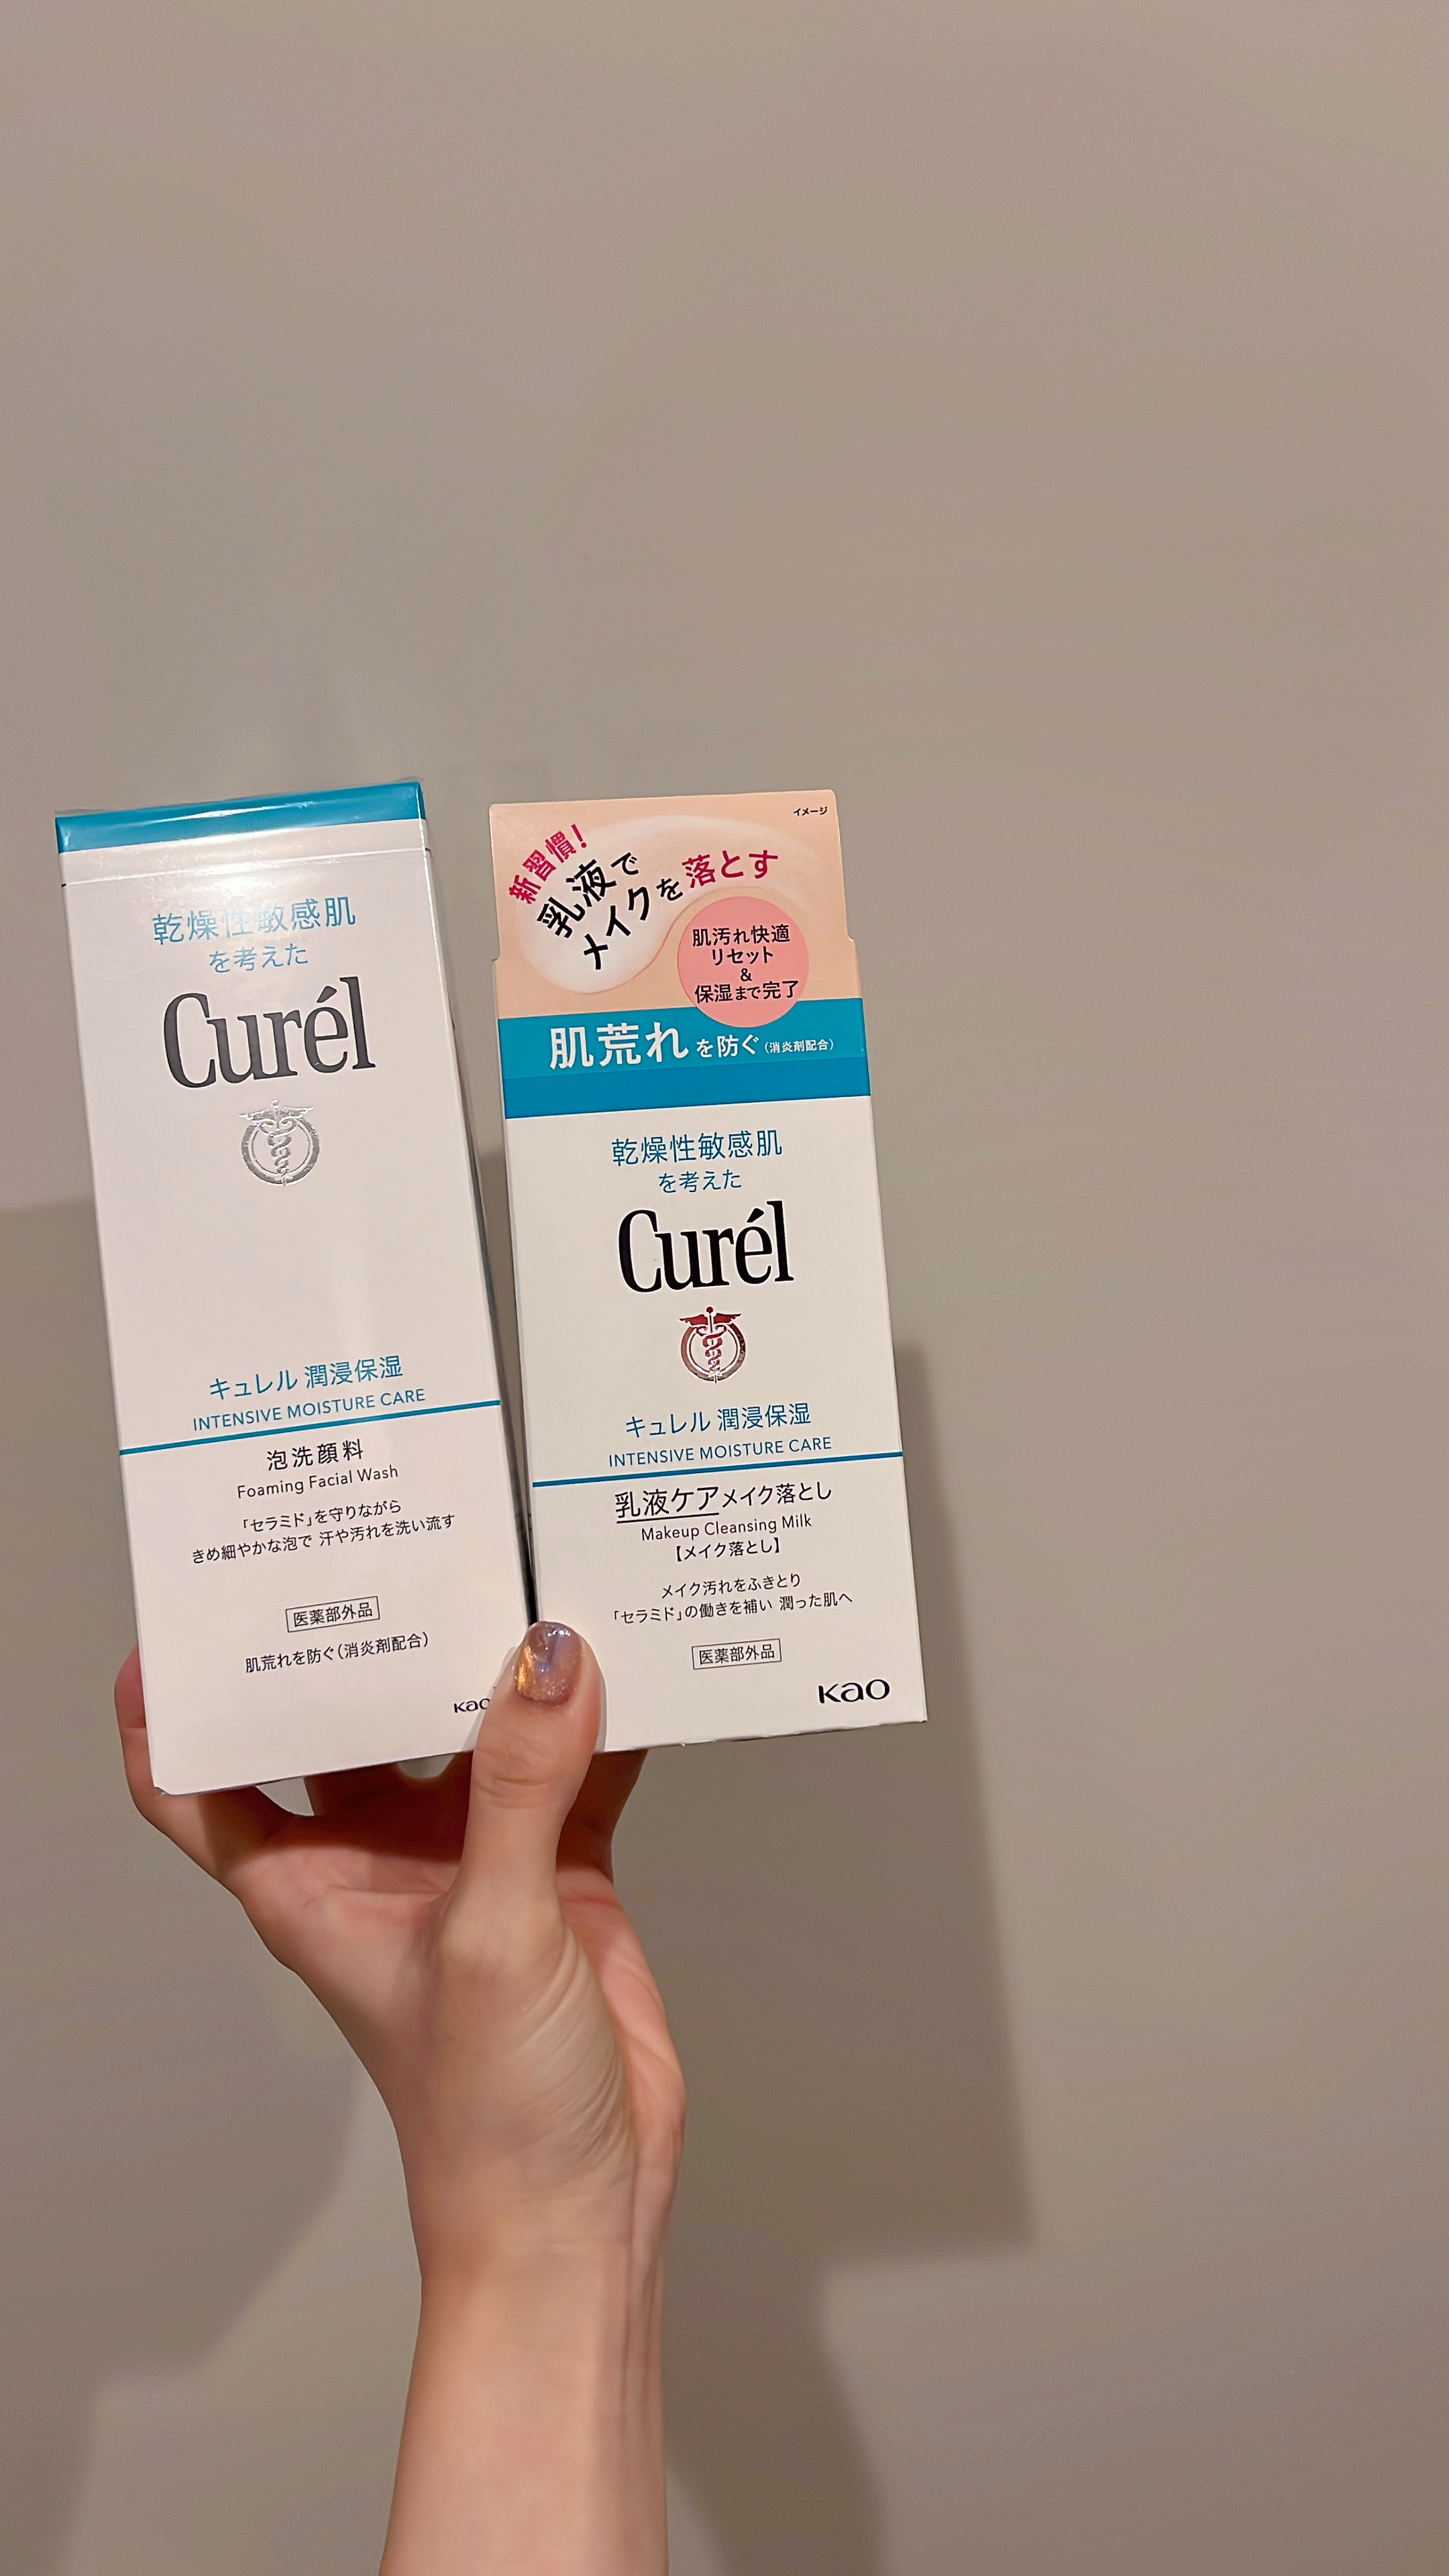 乾燥性敏感肌
を考えた
Curél
キュレル 潤浸保湿
INTENSIVE MOISTURE CARE
泡洗顔料
Foaming Facial Wash
「セラミド」を守りながら
きめ細やかな泡で 汗や汚れを洗い流す
医薬部外品
肌荒れを防ぐ(消炎剤配合)
Kao
イメージ
新習慣!
乳液で
メイクを落とす
肌汚れ快適
リセット
&
保湿まで完了
肌荒れを防ぐ(消炎剤配合)
乾燥性敏感肌
を考えた
Curél
キュレル 潤浸保湿
INTENSIVE MOISTURE CARE
乳液ケアメイク落とし
Makeup Cleansing Milk
【メイク落とし】
メイク汚れをふきとり
「セラミド」の働きを補い 潤った肌へ
医薬部外品
Kao